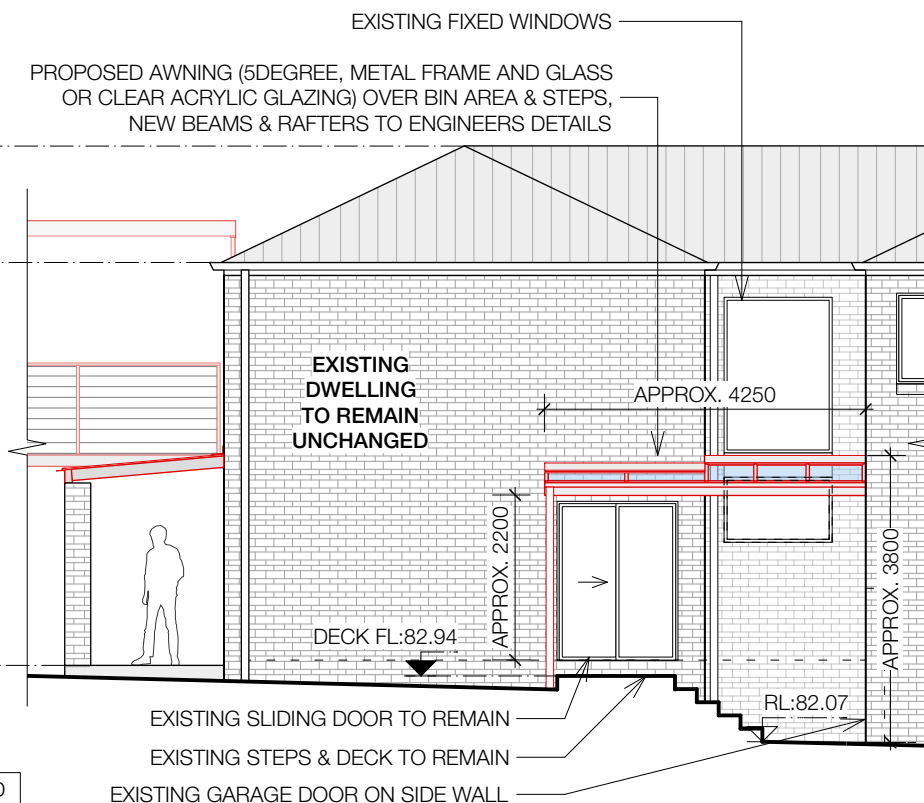 EXISTING FIXED WINDOWS
PROPOSED AWNING (5DEGREE, METAL FRAME AND GLASS
OR CLEAR ACRYLIC GLAZING) OVER BIN AREA & STEPS,
NEW BEAMS & RAFTERS TO ENGINEERS DETAILS
EXISTING
DWELLING
TO REMAIN
UNCHANGED
APPROX. 4250
APPROX. 2200
APPROX. 3800
DECK FL:82.94
RL:82.07
EXISTING SLIDING DOOR TO REMAIN
EXISTING STEPS & DECK TO REMAIN
EXISTING GARAGE DOOR ON SIDE WALL